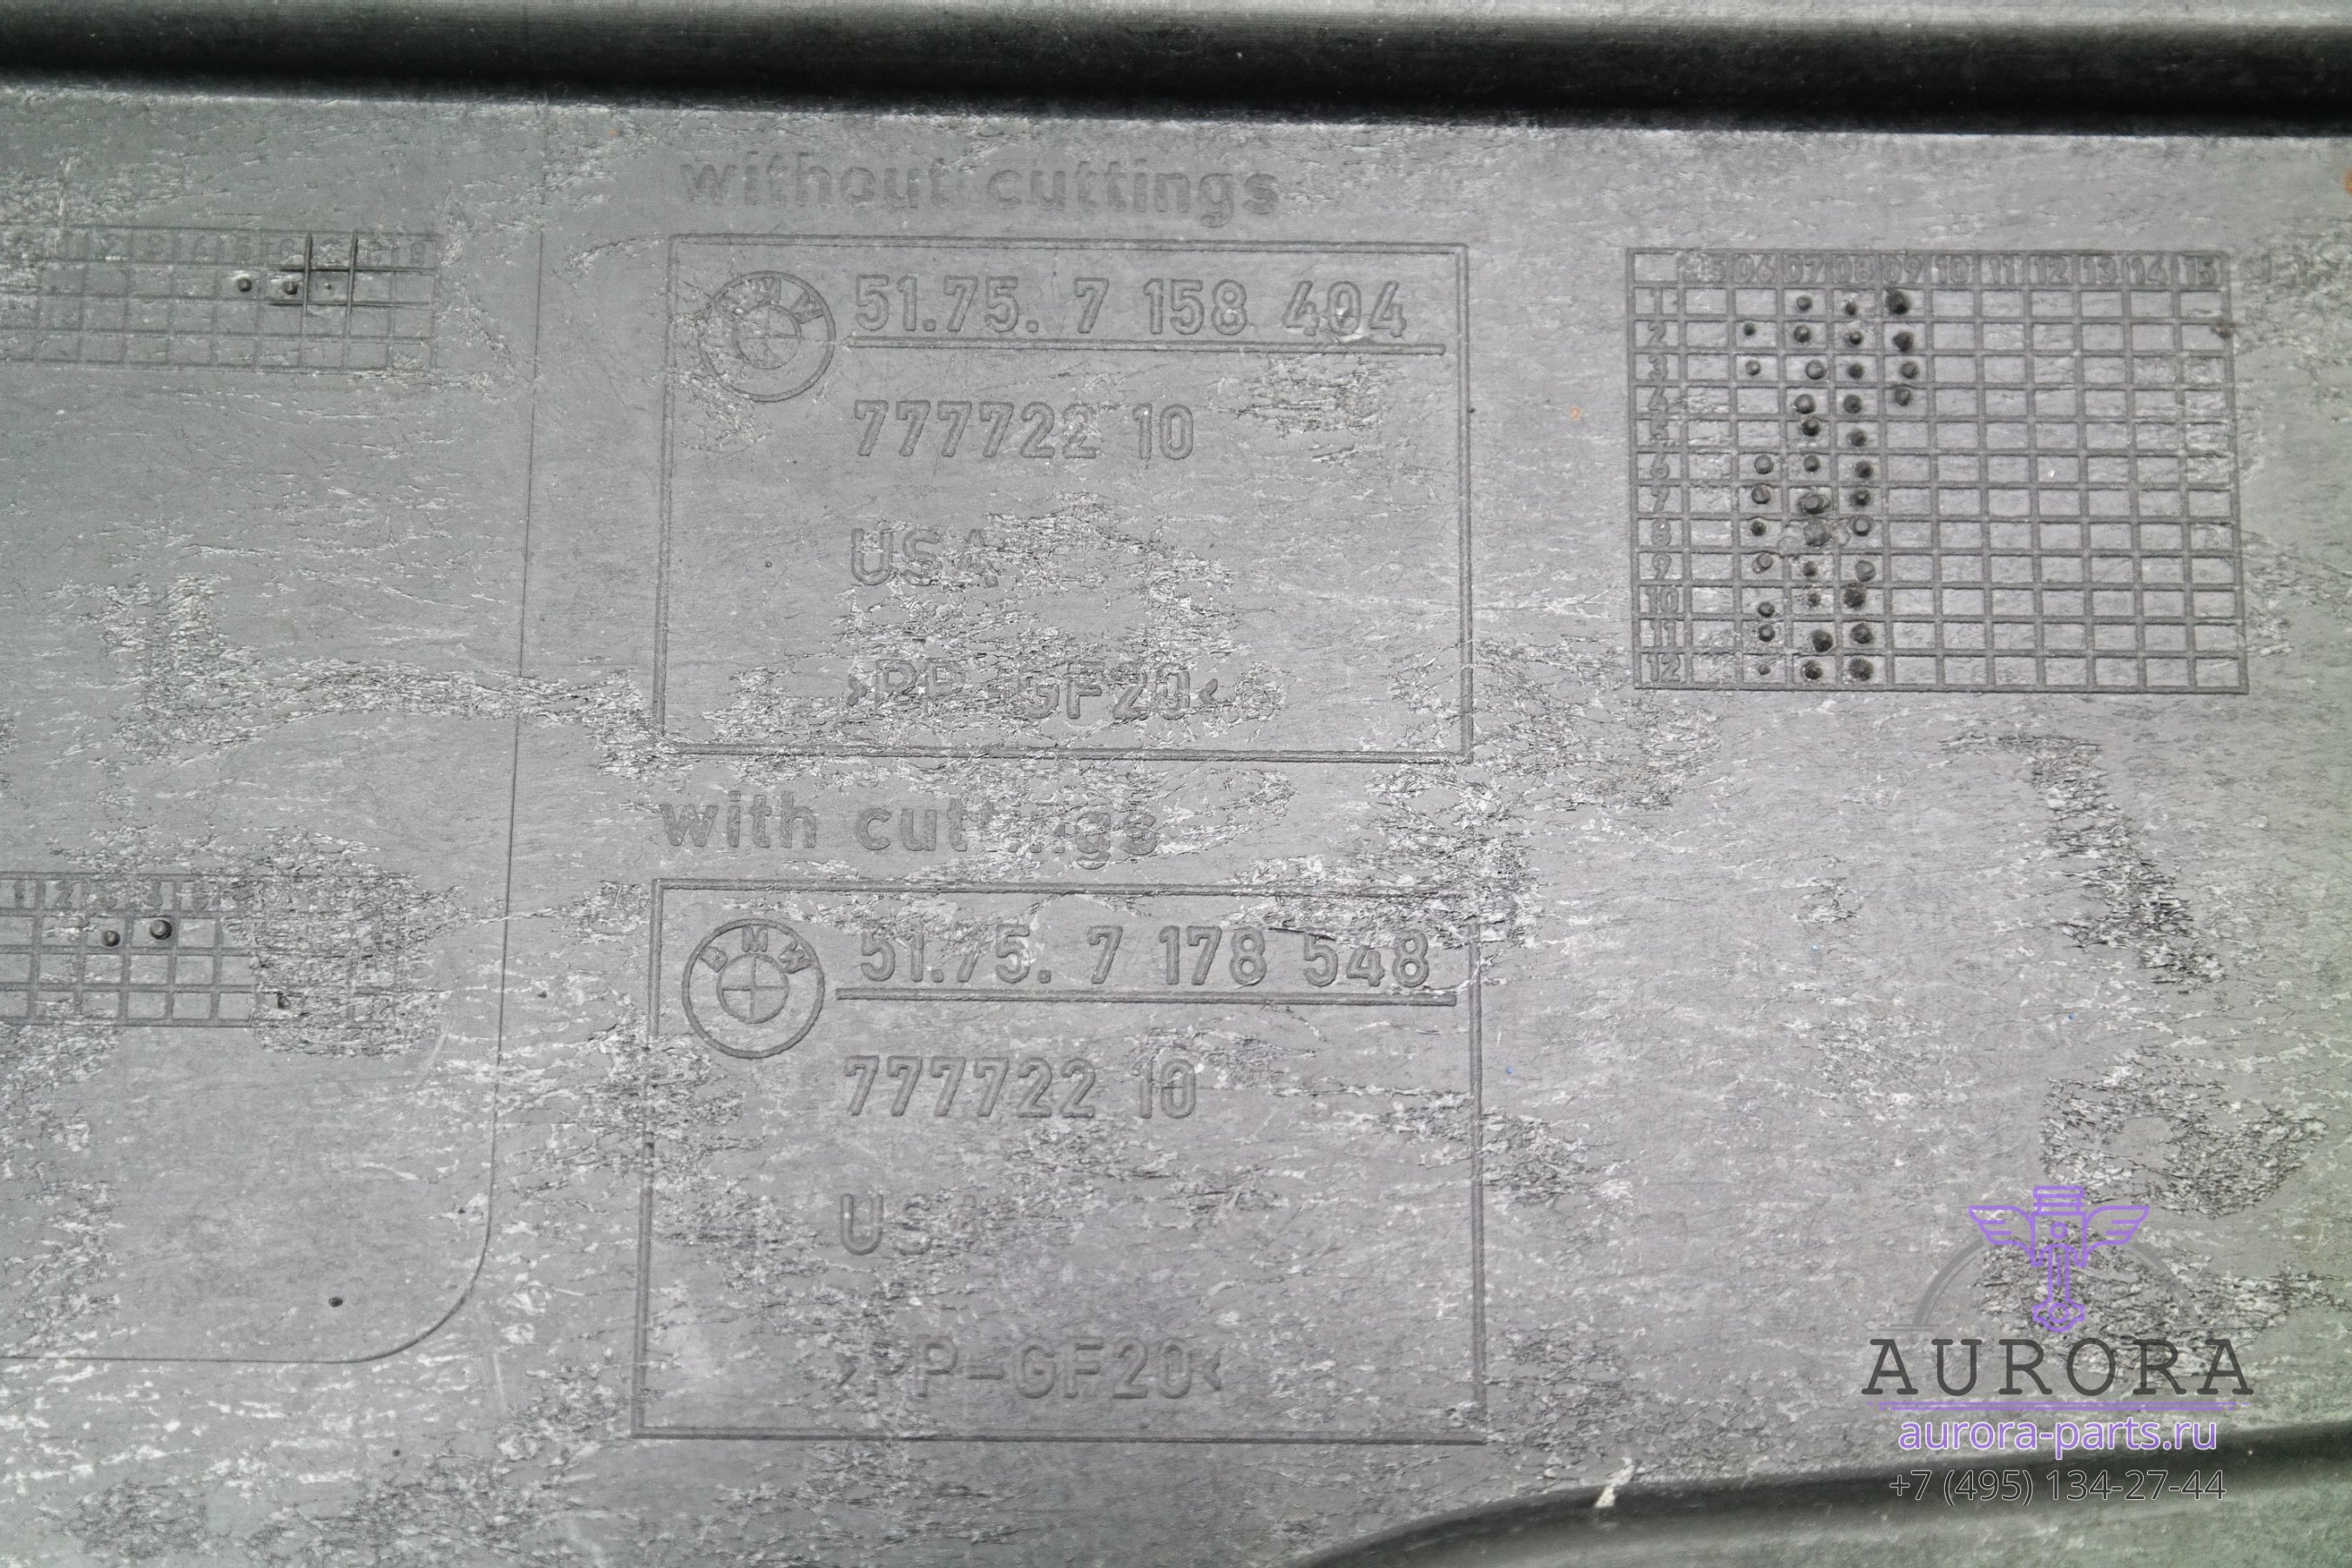 without cuttings
BMW
51.75. 7 158 404
777722 10
USA
>PP-GF20<
05 06 07 08 09 10 11 12 13 14 15
1
2
3
4
5
6
7
8
9
10
11
12
with cuttings
BMW
51.75. 7 178 548
777722 10
USA
>PP-GF20<
AURORA
aurora-parts.ru
+7 (495) 134-27-44